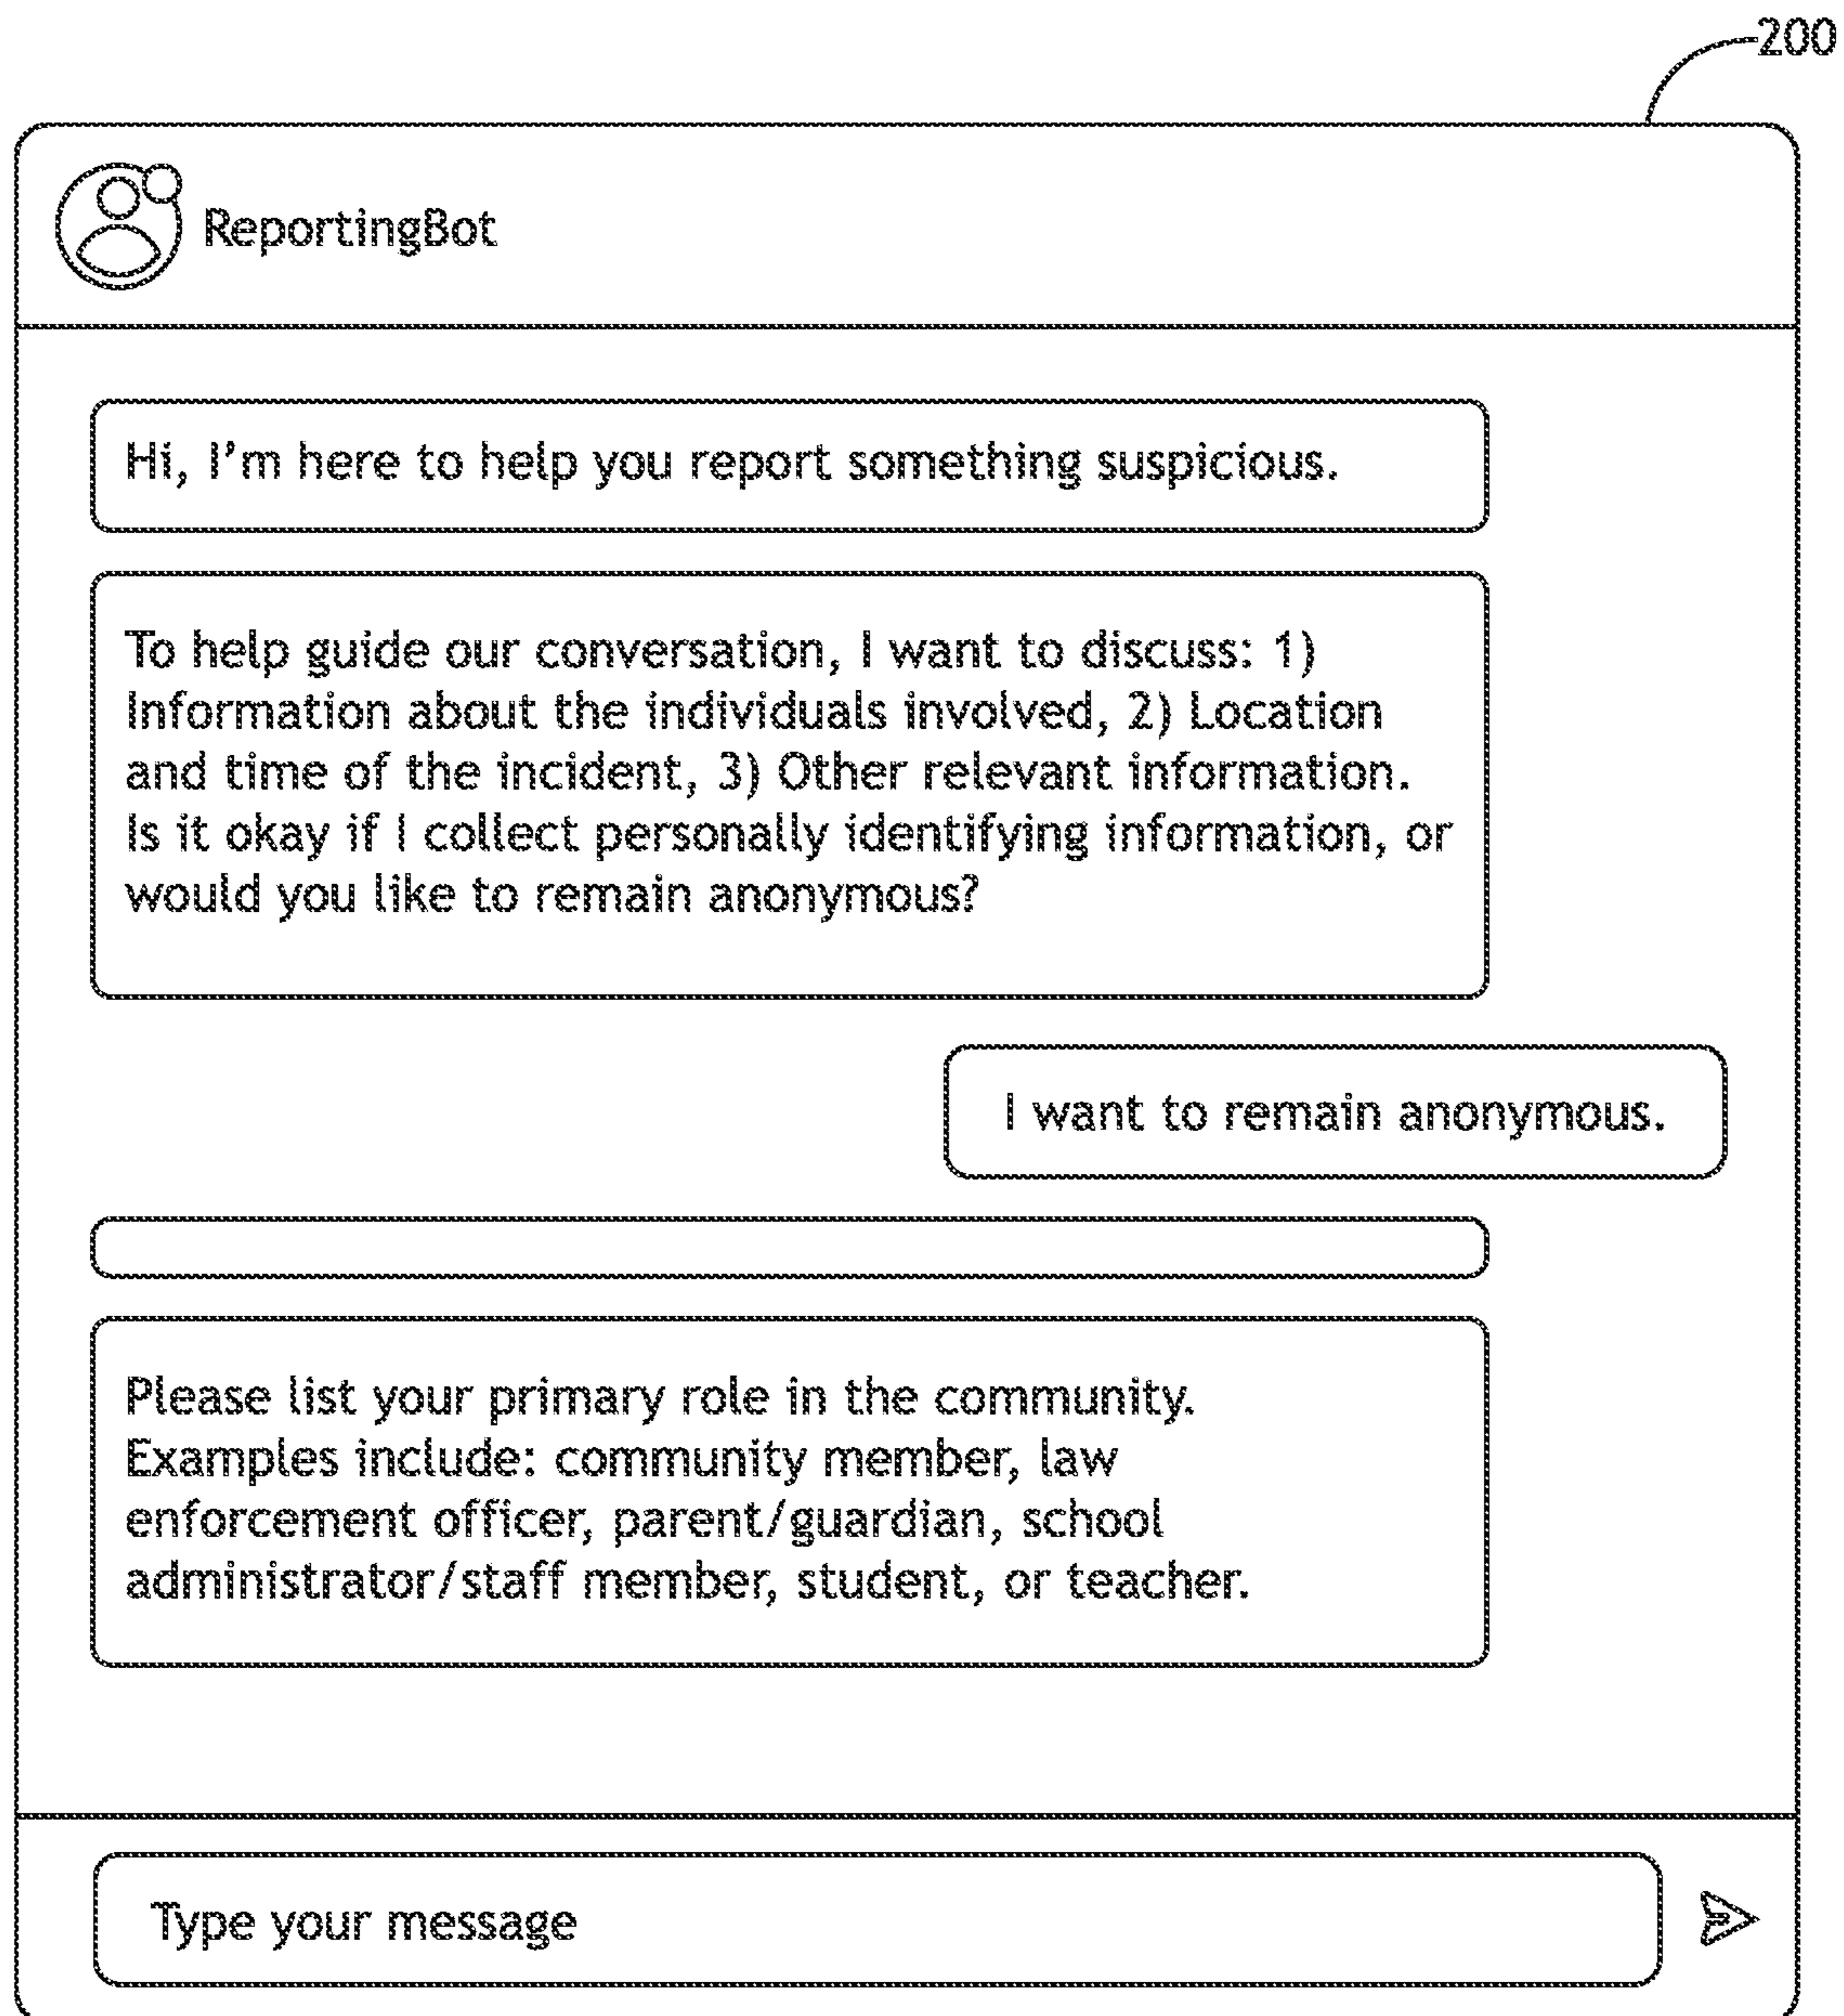 200
ReportingBot
Hi, I'm here to help you report something suspicious.
To help guide our conversation, I want to discuss: 1)
Information about the individuals involved, 2) Location
and time of the incident, 3) Other relevant information.
Is it okay if I collect personally identifying information, or
would you like to remain anonymous?
I want to remain anonymous.
Please list your primary role in the community.
Examples include: community member, law
enforcement officer, parent/guardian, school
administrator/staff member, student, or teacher.
Type your message